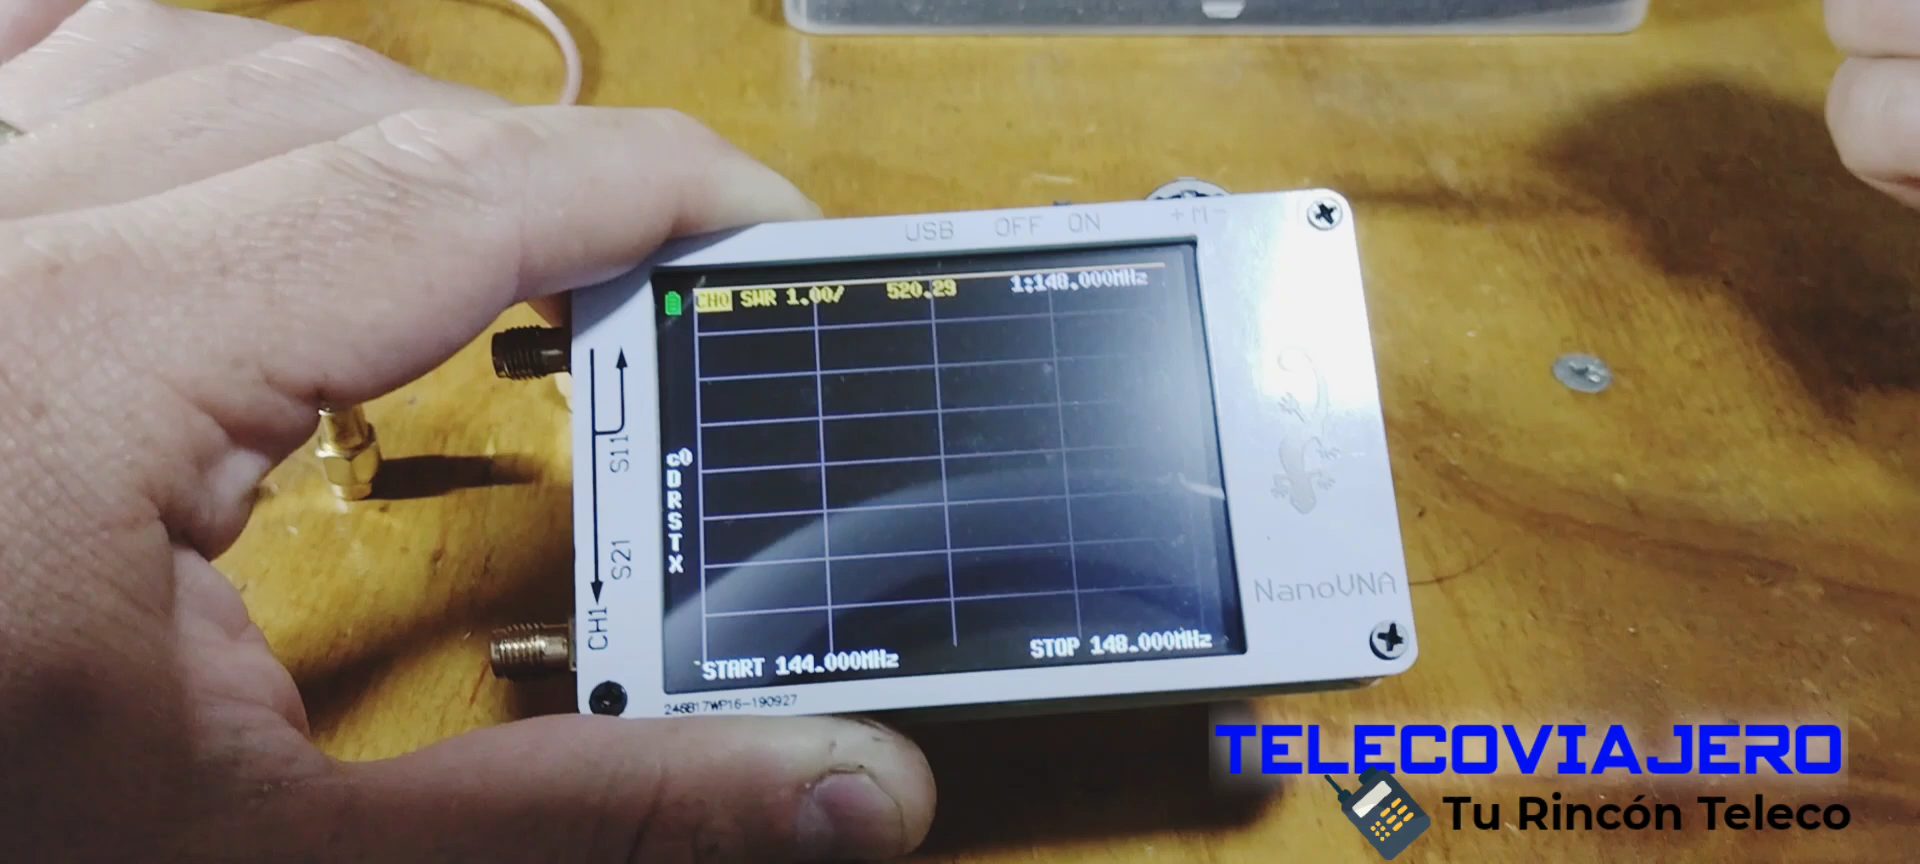 USB OFF ON +M-
CH0 SWR 1.00/ 520.29 1:148.000MHz
S11
c0
D
R
S
T
X
S21
CH1
NanoVNA
START 144.000MHz STOP 148.000MHz
TELECOVIAJERO
Tu Rincón Teleco